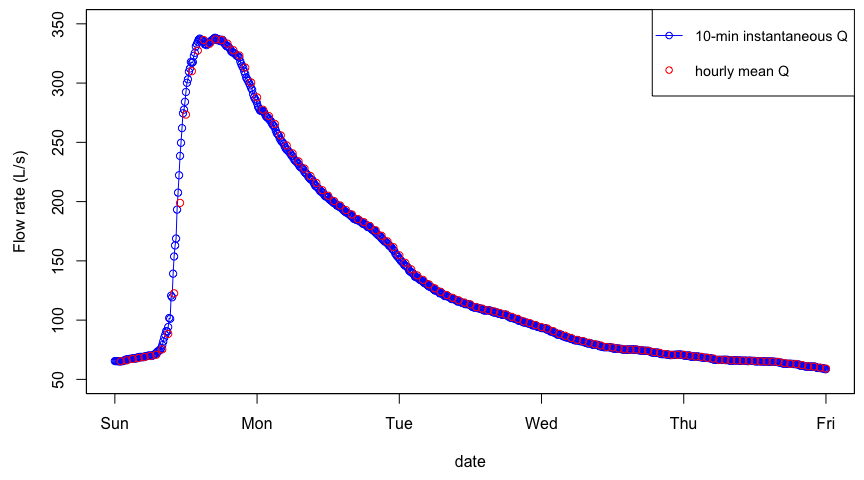 10-min instantaneous Q
hourly mean Q
Flow rate (L/s)
350
300
250
200
150
100
50
Sun Mon Tue Wed Thu Fri
date